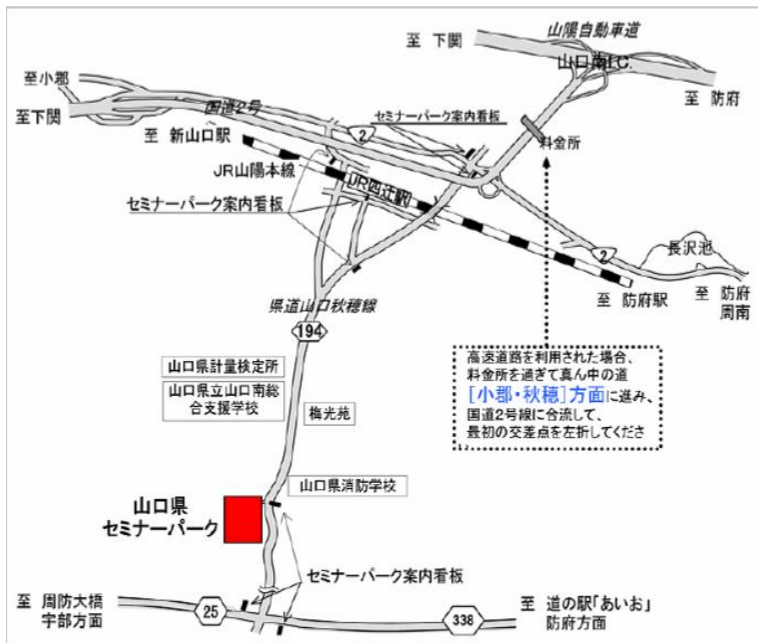 山陽自動車道
至 下関
山口南I.C.
至小郡
至 防府
国道2号
セミナーパーク案内看板
至下関
2
至 新山口駅
料金所
JR山陽本線
JR四辻駅
セミナーパーク案内看板
長沢池
2
至 防府駅
至 防府
周南
県道山口秋穂線
194
高速道路を利用された場合、
料金所を過ぎて真ん中の道
[小郡・秋穂]方面に進み、
国道2号線に合流して、
最初の交差点を左折してくださ
い。
山口県計量検定所
山口県立山口南総
合支援学校
梅光苑
山口県消防学校
山口県
セミナーパーク
セミナーパーク案内看板
至 周防大橋
宇部方面
25
338
至 道の駅「あいお」
防府方面